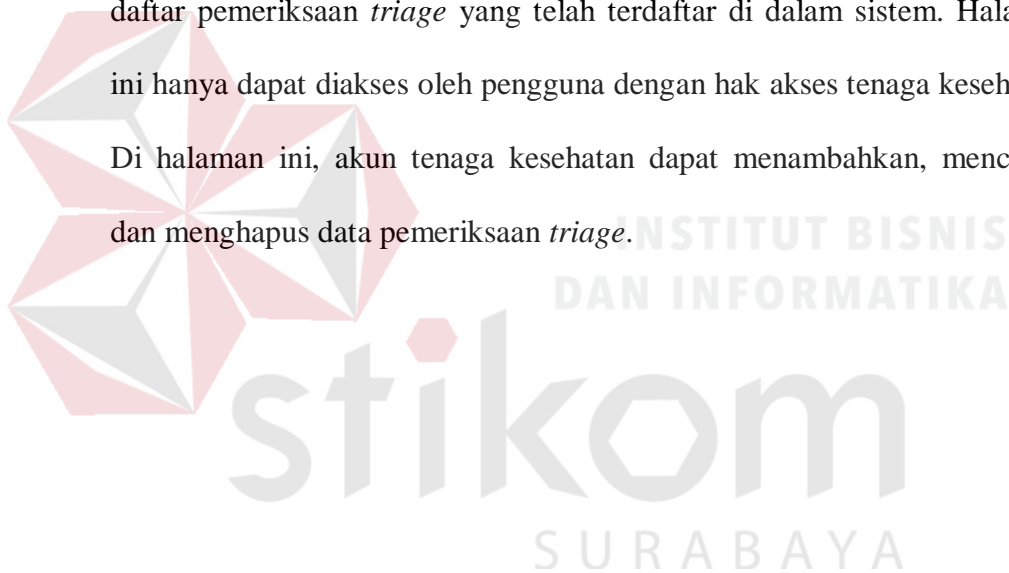 daftar pemeriksaan triage yang telah terdaftar di dalam sistem.
ini hanya dapat diakses oleh pengguna dengan hak akses tenaga
Di halaman ini, akun tenaga kesehatan dapat menambahkan,
dan menghapus data pemeriksaan triage.
INSTITUT BISNIS
DAN INFORMATIKA
stikom
SURABAYA